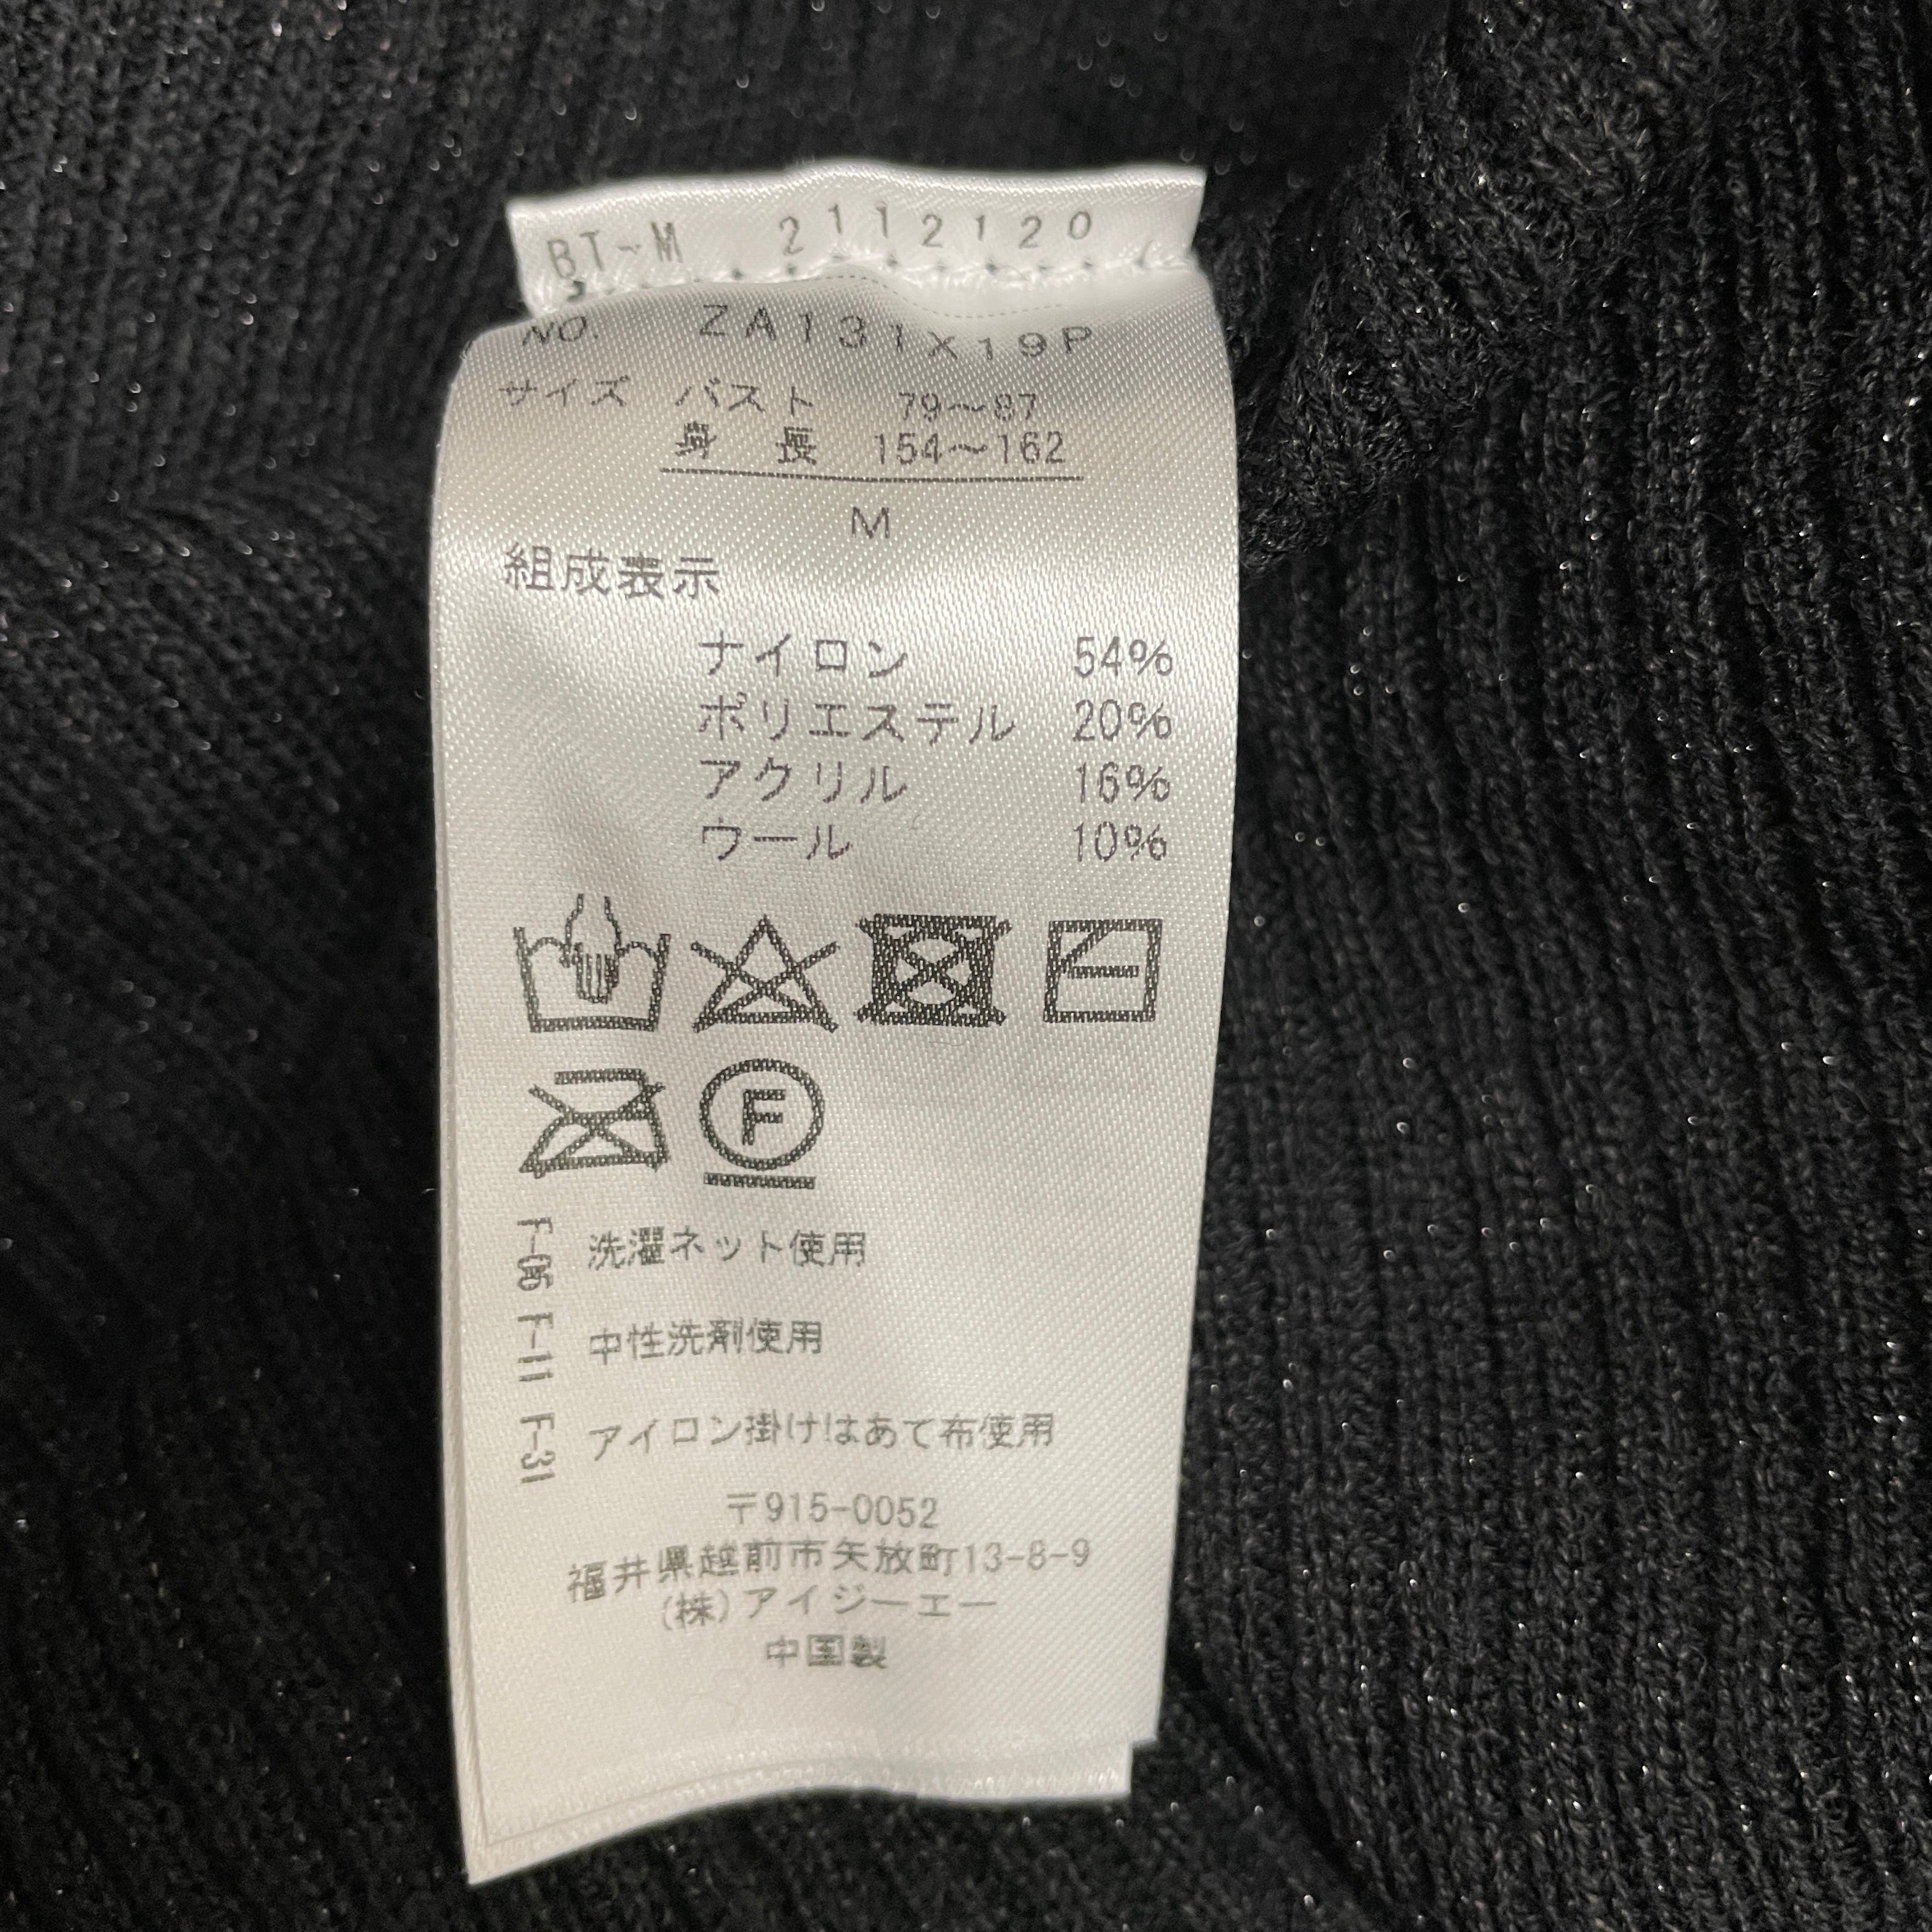 BT-M 2112120
NO. ZA131X19P
サイズ バスト 79～87
身 長 154～162
M
組成表示
ナイロン 54%
ポリエステル 20%
アクリル 16%
ウール 10%
F
F-06 洗濯ネット使用
F-11 中性洗剤使用
F-31 アイロン掛けはあて布使用
〒915-0052
福井県越前市矢放町13-8-9
(株)アイジーエー
中国製